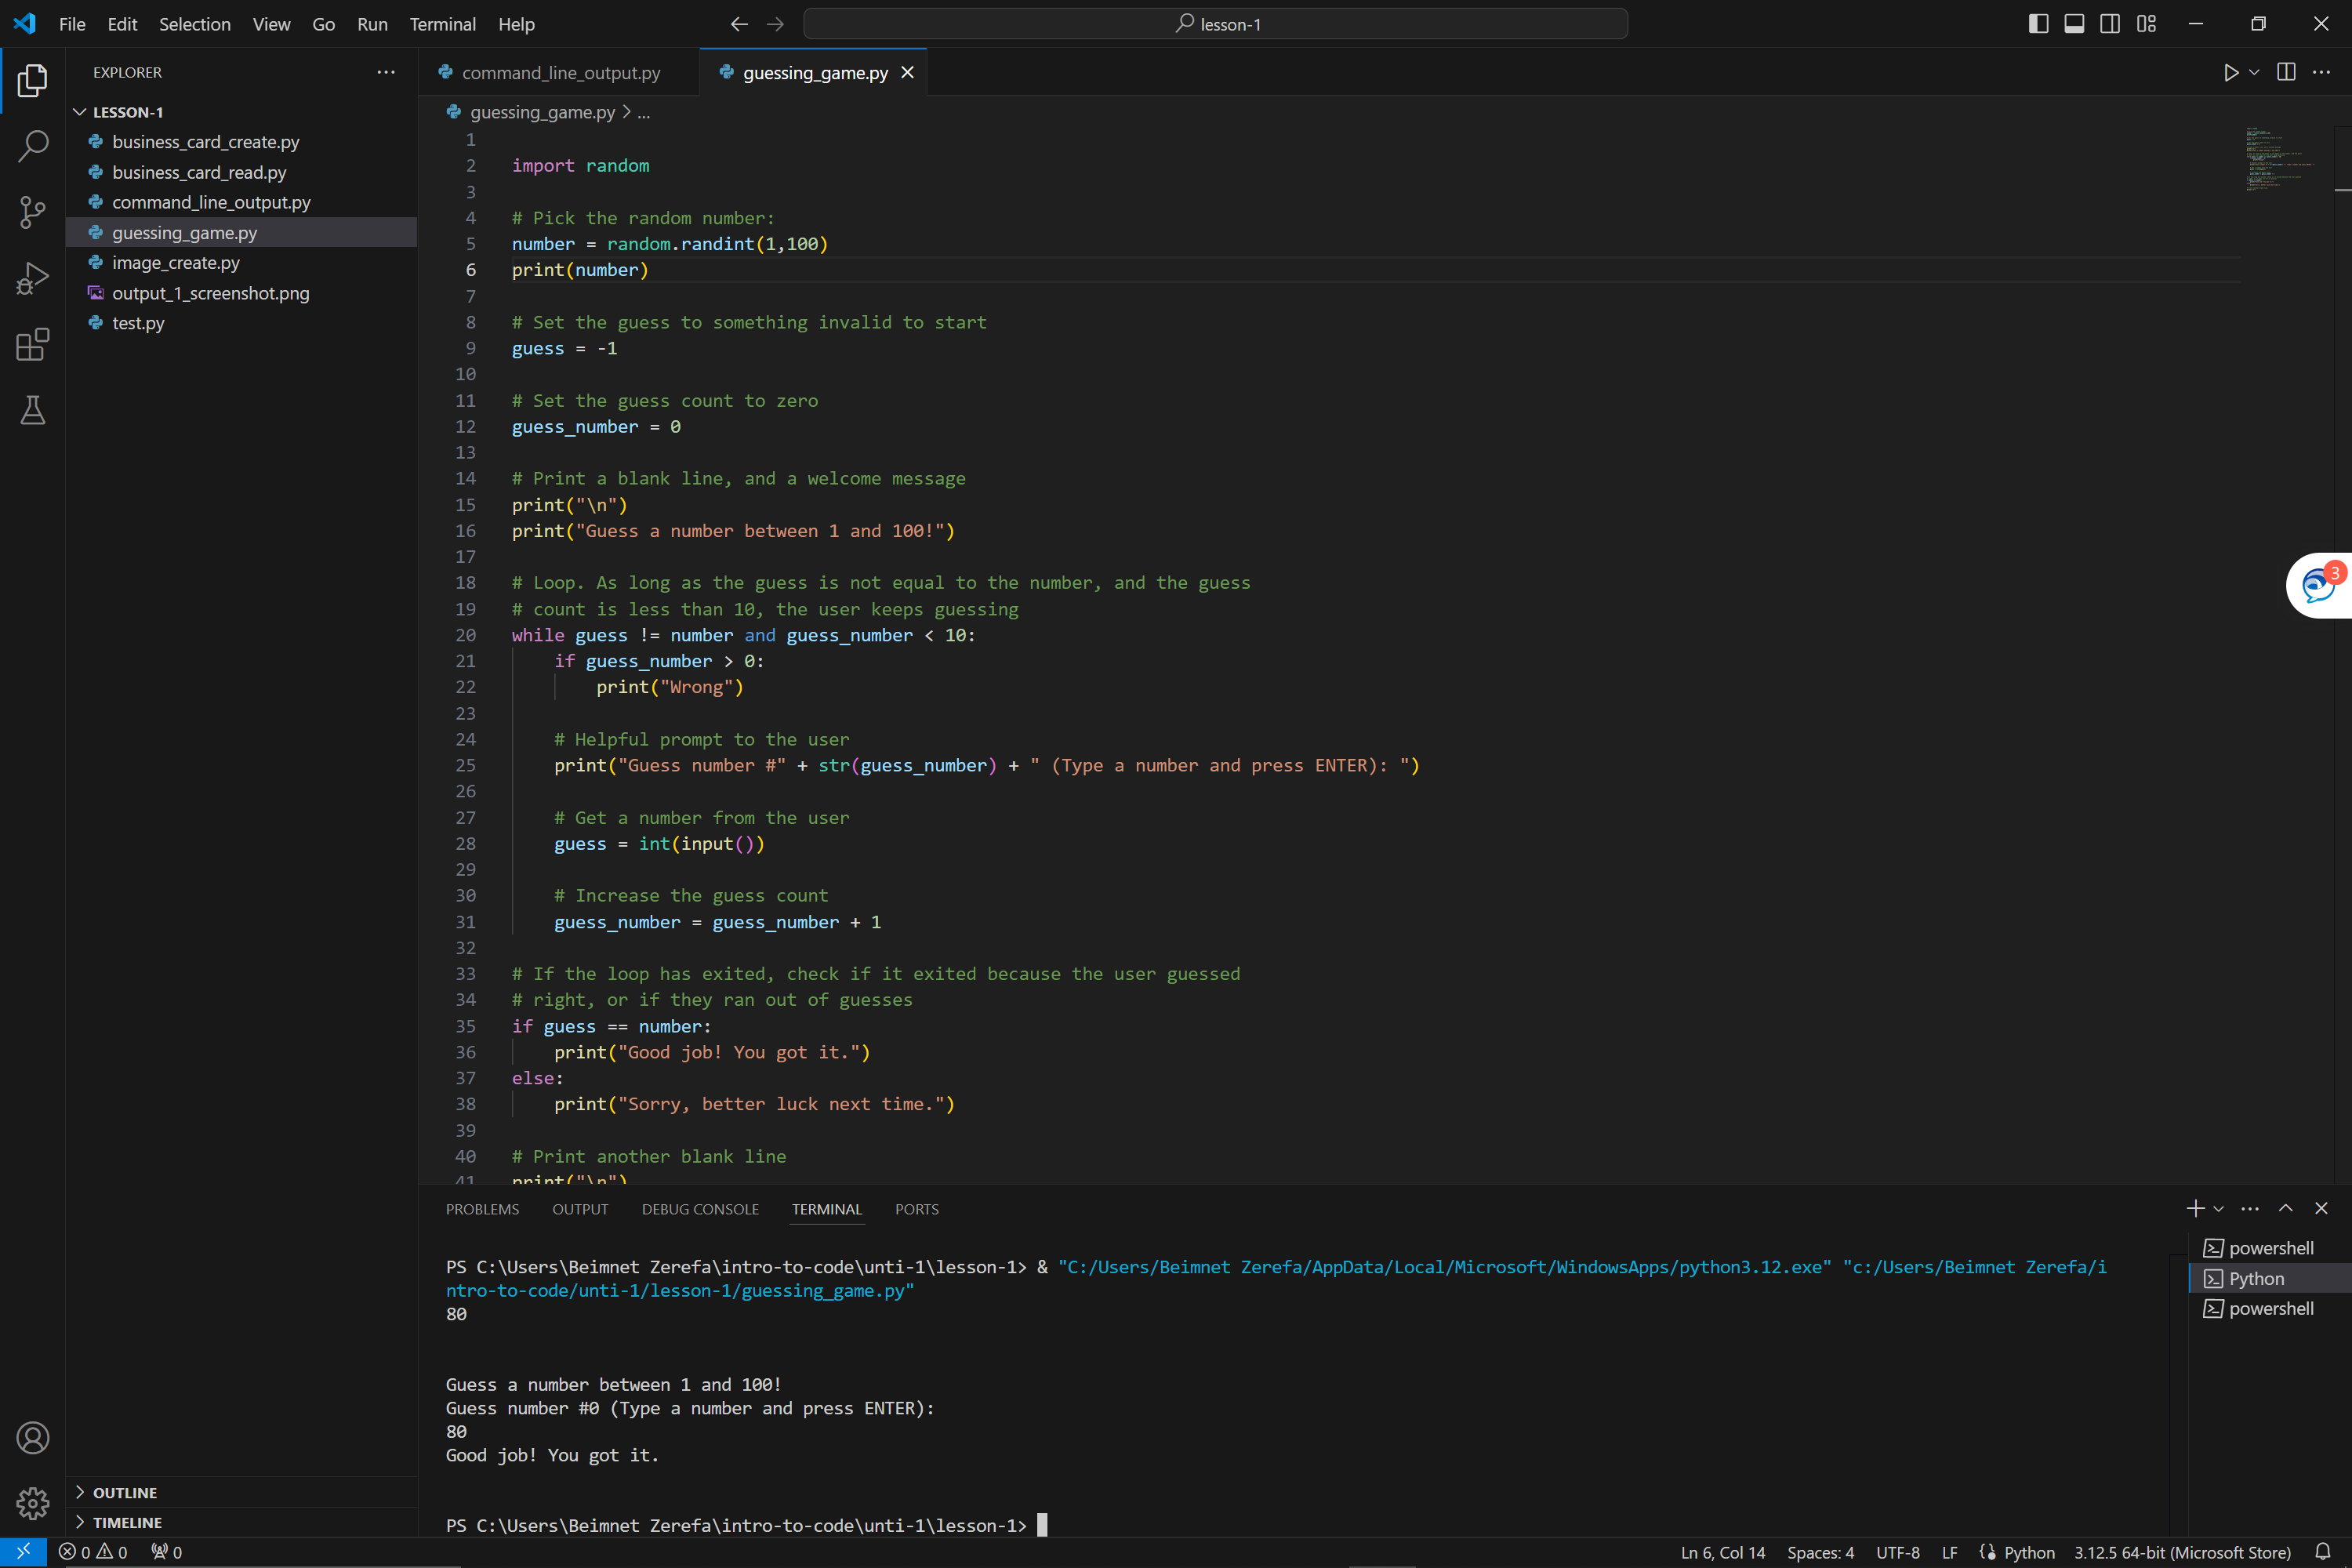 File Edit Selection View Go Run Terminal Help
lesson-1
EXPLORER
LESSON-1
business_card_create.py
business_card_read.py
command_line_output.py
guessing_game.py
image_create.py
output_1_screenshot.png
test.py
OUTLINE
TIMELINE
command_line_output.py
guessing_game.py
guessing_game.py > ...
1
2 import random
3
4 # Pick the random number:
5 number = random.randint(1,100)
6 print(number)
7
8 # Set the guess to something invalid to start
9 guess = -1
10
11 # Set the guess count to zero
12 guess_number = 0
13
14 # Print a blank line, and a welcome message
15 print("\n")
16 print("Guess a number between 1 and 100!")
17
18 # Loop. As long as the guess is not equal to the number, and the guess
19 # count is less than 10, the user keeps guessing
20 while guess != number and guess_number < 10:
21     if guess_number > 0:
22         print("Wrong")
23
24     # Helpful prompt to the user
25     print("Guess number #" + str(guess_number) + " (Type a number and press ENTER): ")
26
27     # Get a number from the user
28     guess = int(input())
29
30     # Increase the guess count
31     guess_number = guess_number + 1
32
33 # If the loop has exited, check if it exited because the user guessed
34 # right, or if they ran out of guesses
35 if guess == number:
36     print("Good job! You got it.")
37 else:
38     print("Sorry, better luck next time.")
39
40 # Print another blank line
41 print("\n")
3
PROBLEMS OUTPUT DEBUG CONSOLE TERMINAL PORTS
PS C:\Users\Beimnet Zerefa\intro-to-code\unti-1\lesson-1> & "C:/Users/Beimnet Zerefa/AppData/Local/Microsoft/WindowsApps/python3.12.exe" "c:/Users/Beimnet Zerefa/i
ntro-to-code/unti-1/lesson-1/guessing_game.py"
80
Guess a number between 1 and 100!
Guess number #0 (Type a number and press ENTER):
80
Good job! You got it.
PS C:\Users\Beimnet Zerefa\intro-to-code\unti-1\lesson-1>
powershell
Python
powershell
0 0 0
Ln 6, Col 14 Spaces: 4 UTF-8 LF Python 3.12.5 64-bit (Microsoft Store)